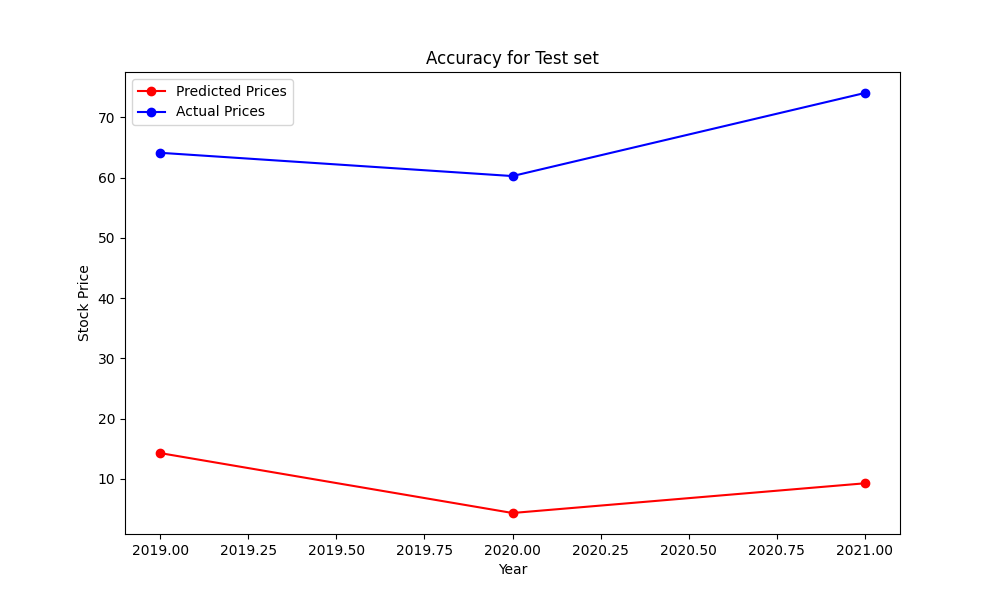 Accuracy for Test set
Predicted Prices
Actual Prices
Stock Price
70
60
50
40
30
20
10
2019.00 2019.25 2019.50 2019.75 2020.00 2020.25 2020.50 2020.75 2021.00
Year